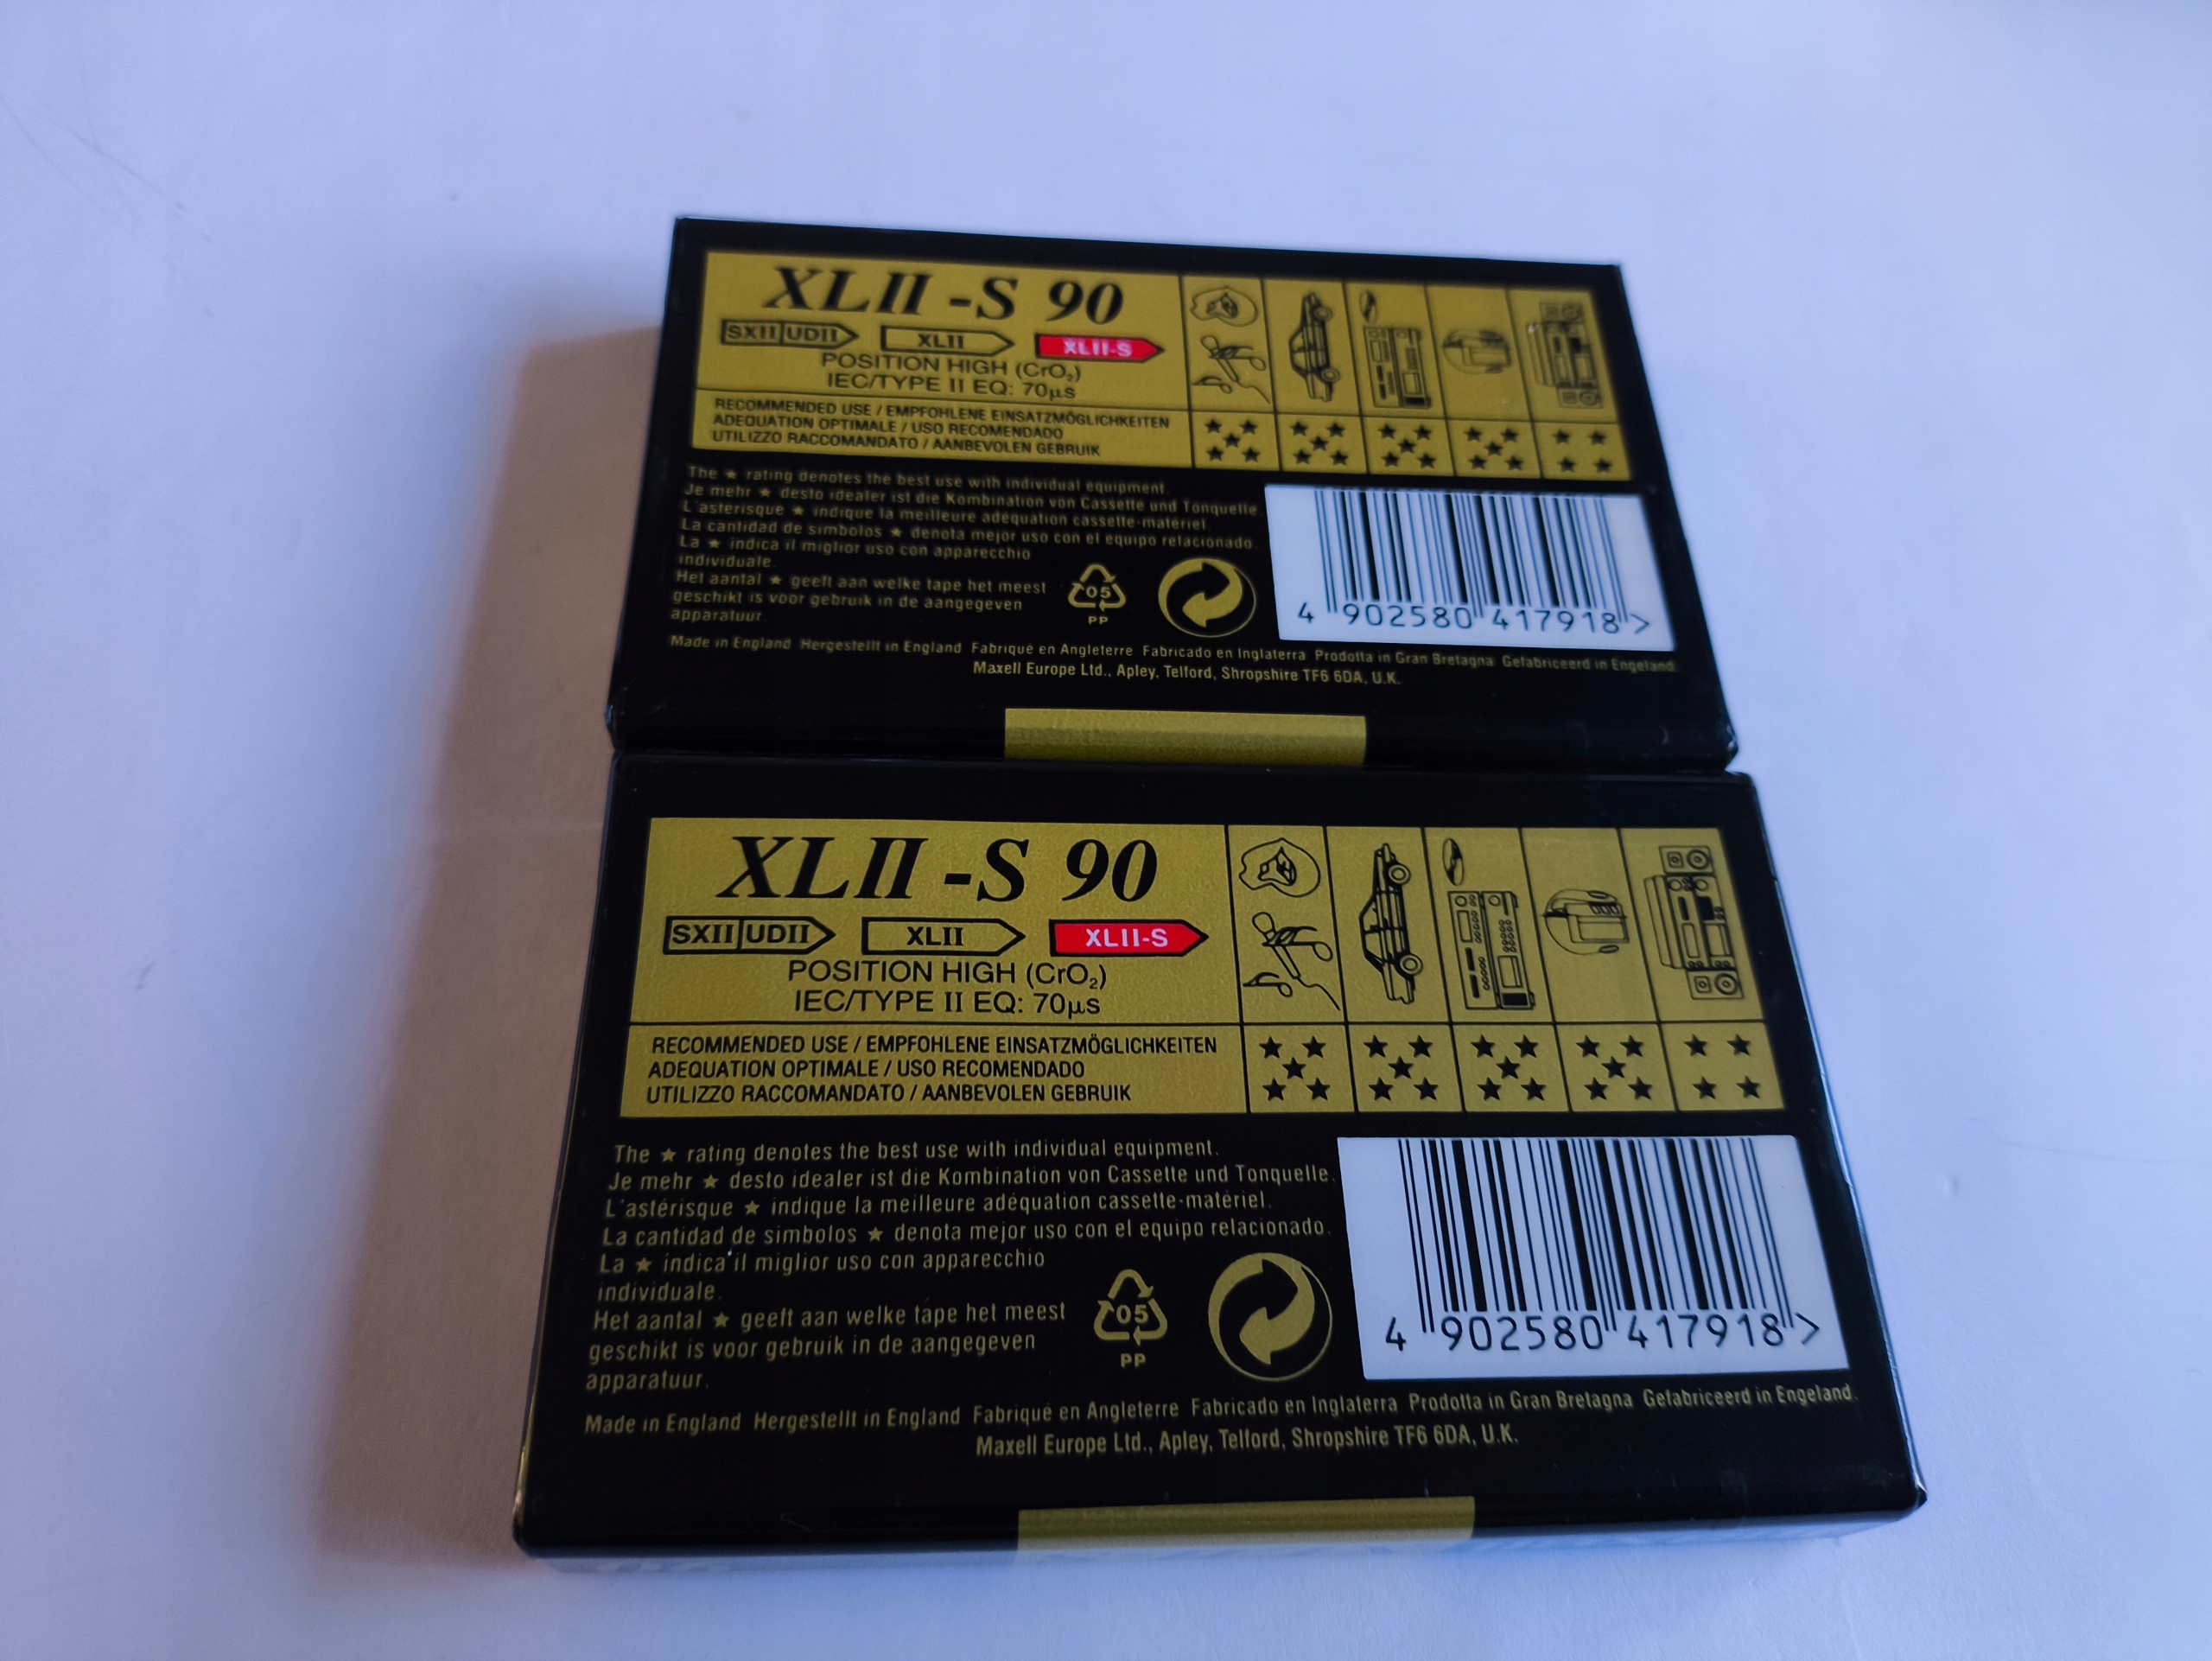 XLII -S 90
SXII UDII XLII XLII-S
POSITION HIGH (CrO₂)
IEC/TYPE II EQ: 70µs
RECOMMENDED USE / EMPFOHLENE EINSATZMÖGLICHKEITEN
ADEQUATION OPTIMALE / USO RECOMENDADO
UTILIZZO RACCOMANDATO / AANBEVOLEN GEBRUIK
The ★ rating denotes the best use with individual equipment.
Je mehr ★ desto idealer ist die Kombination von Cassette und Tonquelle.
L'astérisque ★ indique la meilleure adéquation cassette-matériel.
La cantidad de simbolos ★ denota mejor uso con el equipo relacionado.
La ★ indica il miglior uso con apparecchio
individuale.
Het aantal ★ geeft aan welke tape het meest
geschikt is voor gebruik in de aangegeven
apparatuur.
05
PP
4 902580 417918 >
Made in England Hergestellt in England Fabriqué en Angleterre Fabricado en Inglaterra Prodotta in Gran Bretagna Gefabriceerd in Engeland.
Maxell Europe Ltd., Apley, Telford, Shropshire TF6 6DA, U.K.
XLII -S 90
SXII UDII XLII XLII-S
POSITION HIGH (CrO₂)
IEC/TYPE II EQ: 70µs
RECOMMENDED USE / EMPFOHLENE EINSATZMÖGLICHKEITEN
ADEQUATION OPTIMALE / USO RECOMENDADO
UTILIZZO RACCOMANDATO / AANBEVOLEN GEBRUIK
The ★ rating denotes the best use with individual equipment.
Je mehr ★ desto idealer ist die Kombination von Cassette und Tonquelle.
L'astérisque ★ indique la meilleure adéquation cassette-matériel.
La cantidad de simbolos ★ denota mejor uso con el equipo relacionado.
La ★ indica il miglior uso con apparecchio
individuale.
Het aantal ★ geeft aan welke tape het meest
geschikt is voor gebruik in de aangegeven
apparatuur.
05
PP
4 902580 417918 >
Made in England Hergestellt in England Fabriqué en Angleterre Fabricado en Inglaterra Prodotta in Gran Bretagna Gefabriceerd in Engeland.
Maxell Europe Ltd., Apley, Telford, Shropshire TF6 6DA, U.K.